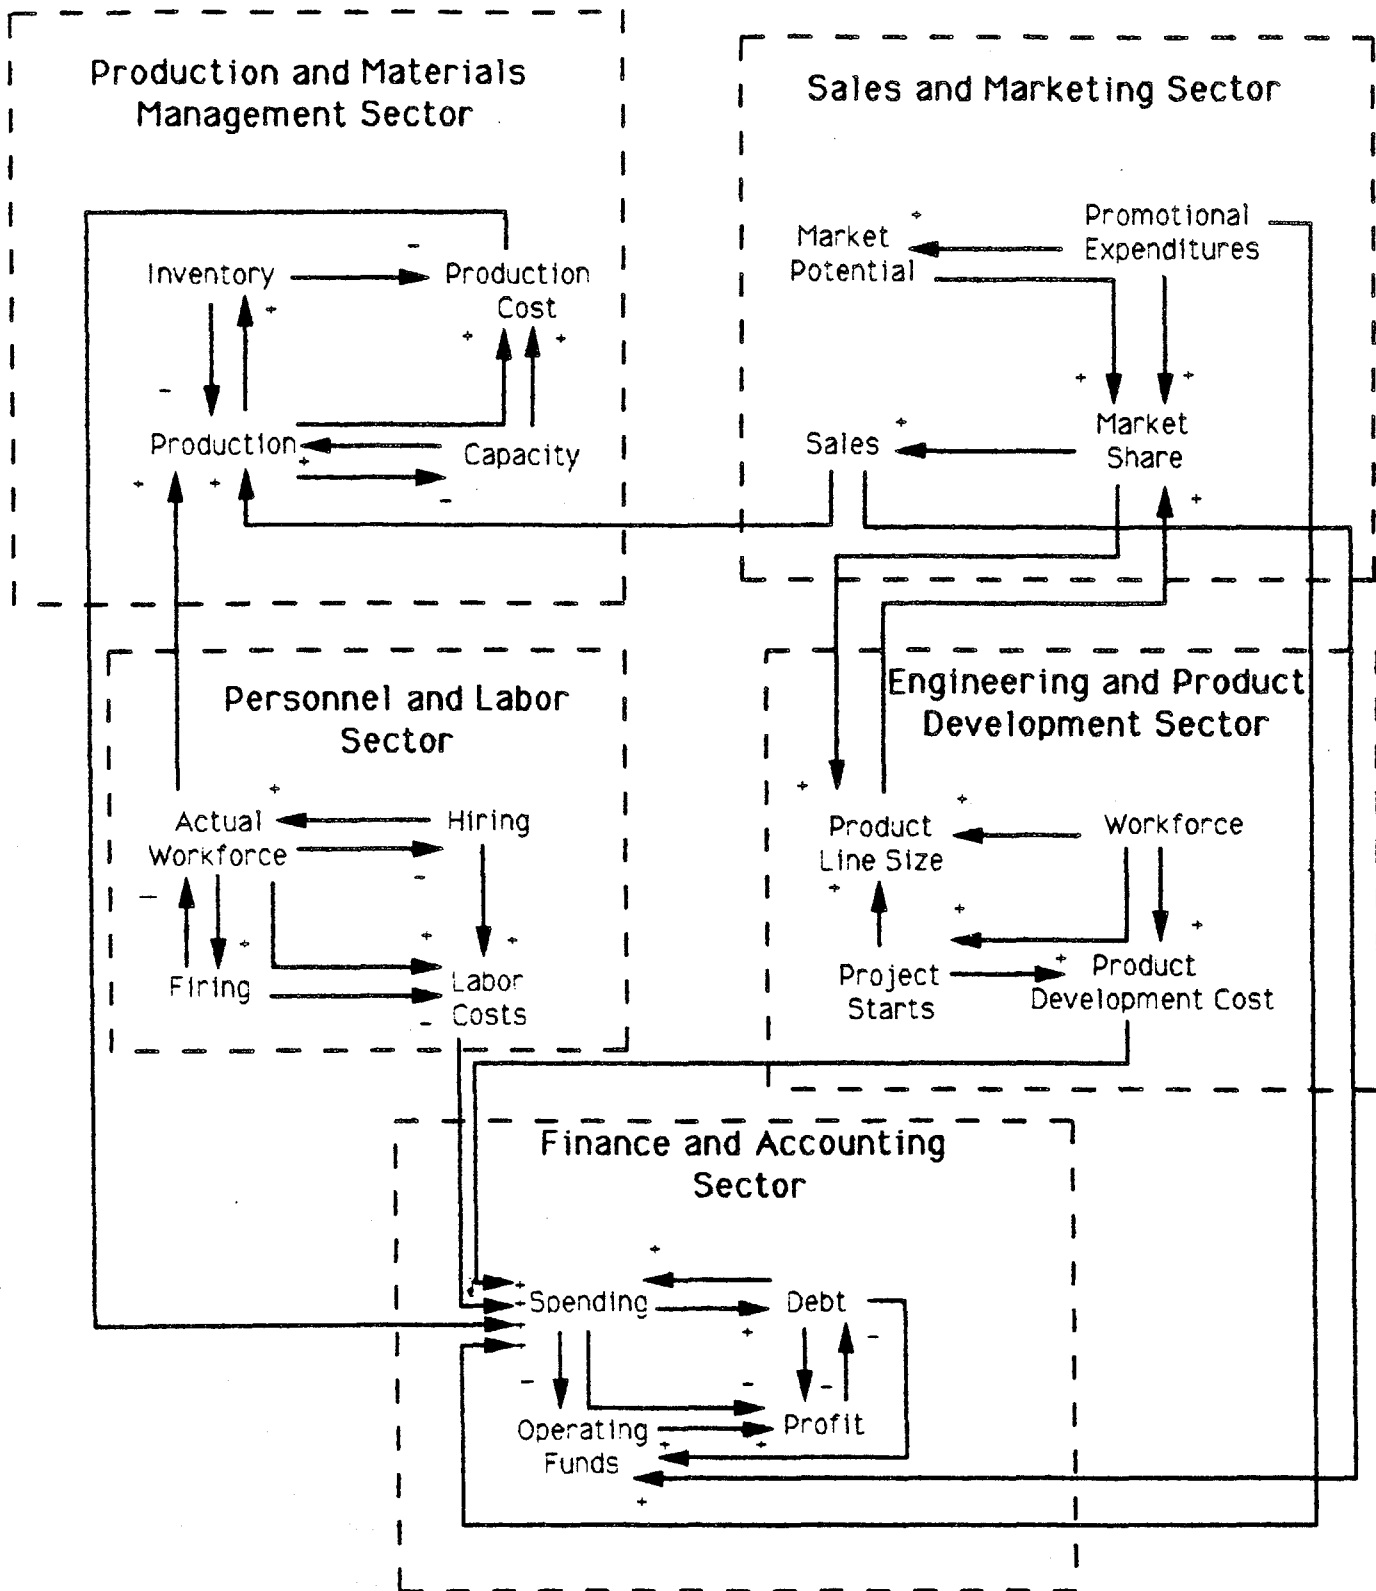 Production and Materials
Management Sector
Inventory
Production
Cost
Production
Capacity
Sales and Marketing Sector
Market
Potential
Promotional
Expenditures
Sales
Market
Share
Personnel and Labor
Sector
Actual
Workforce
Hiring
Firing
Labor
Costs
Engineering and Product
Development Sector
Product
Line Size
Workforce
Project
Starts
Product
Development Cost
Finance and Accounting
Sector
Spending
Debt
Operating
Funds
Profit